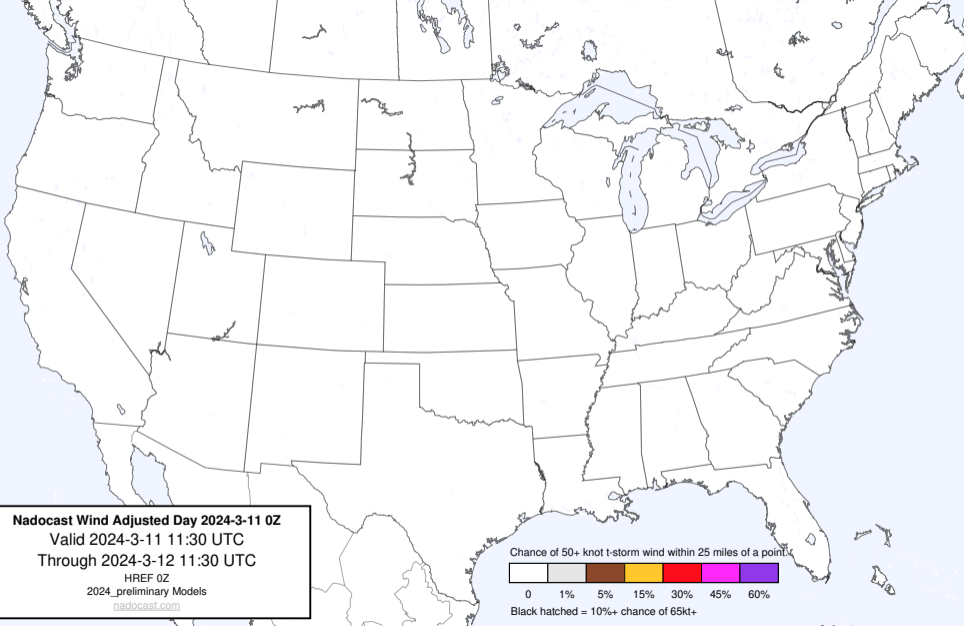 Nadocast Wind Adjusted Day 2024-3-11 0Z
Valid 2024-3-11 11:30 UTC
Through 2024-3-12 11:30 UTC
HREF 0Z
2024_preliminary Models
nadocast.com
Chance of 50+ knot t-storm wind within 25 miles of a point.
0 1% 5% 15% 30% 45% 60%
Black hatched = 10%+ chance of 65kt+